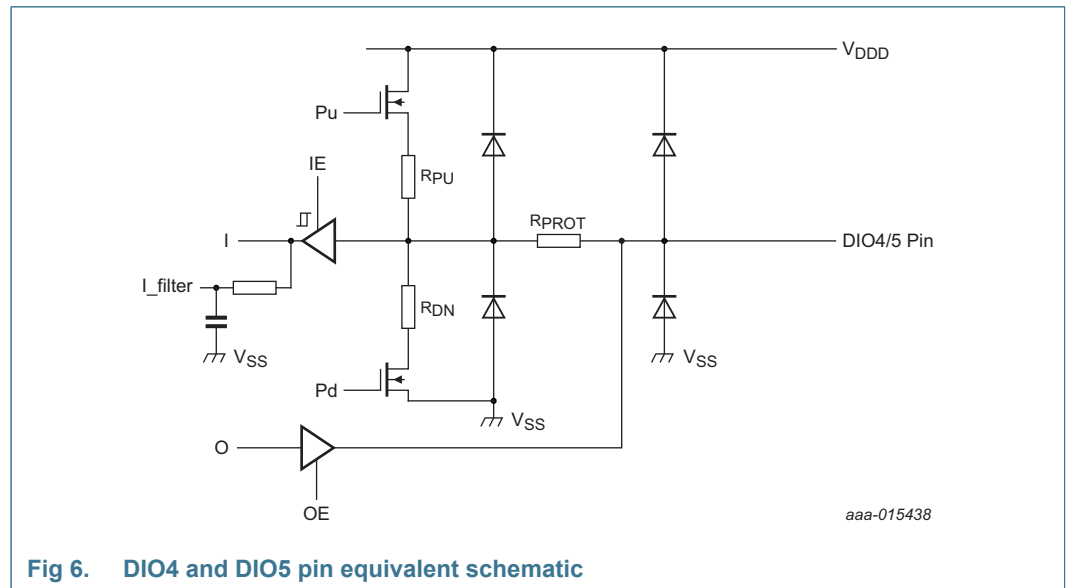 VDDD
Pu
IE
RPU
I
RPROT
DIO4/5 Pin
I_filter
RDN
VSS
VSS
Pd
VSS
O
OE
aaa-015438
Fig 6. DIO4 and DIO5 pin equivalent schematic